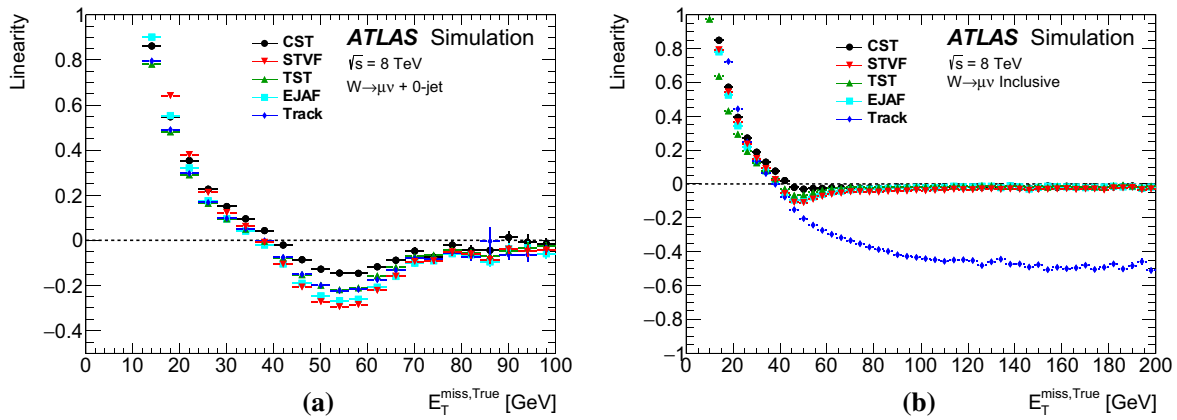 Linearity
1
0.8
0.6
0.4
0.2
0
−0.2
−0.4
CST
STVF
TST
EJAF
Track
ATLAS Simulation
√s = 8 TeV
W→μν + 0-jet
0 10 20 30 40 50 60 70 80 90 100
(a)
E_T^miss,True [GeV]
Linearity
1
0.8
0.6
0.4
0.2
0
−0.2
−0.4
−0.6
−0.8
−1
CST
STVF
TST
EJAF
Track
ATLAS Simulation
√s = 8 TeV
W→μν Inclusive
0 20 40 60 80 100 120 140 160 180 200
(b)
E_T^miss,True [GeV]